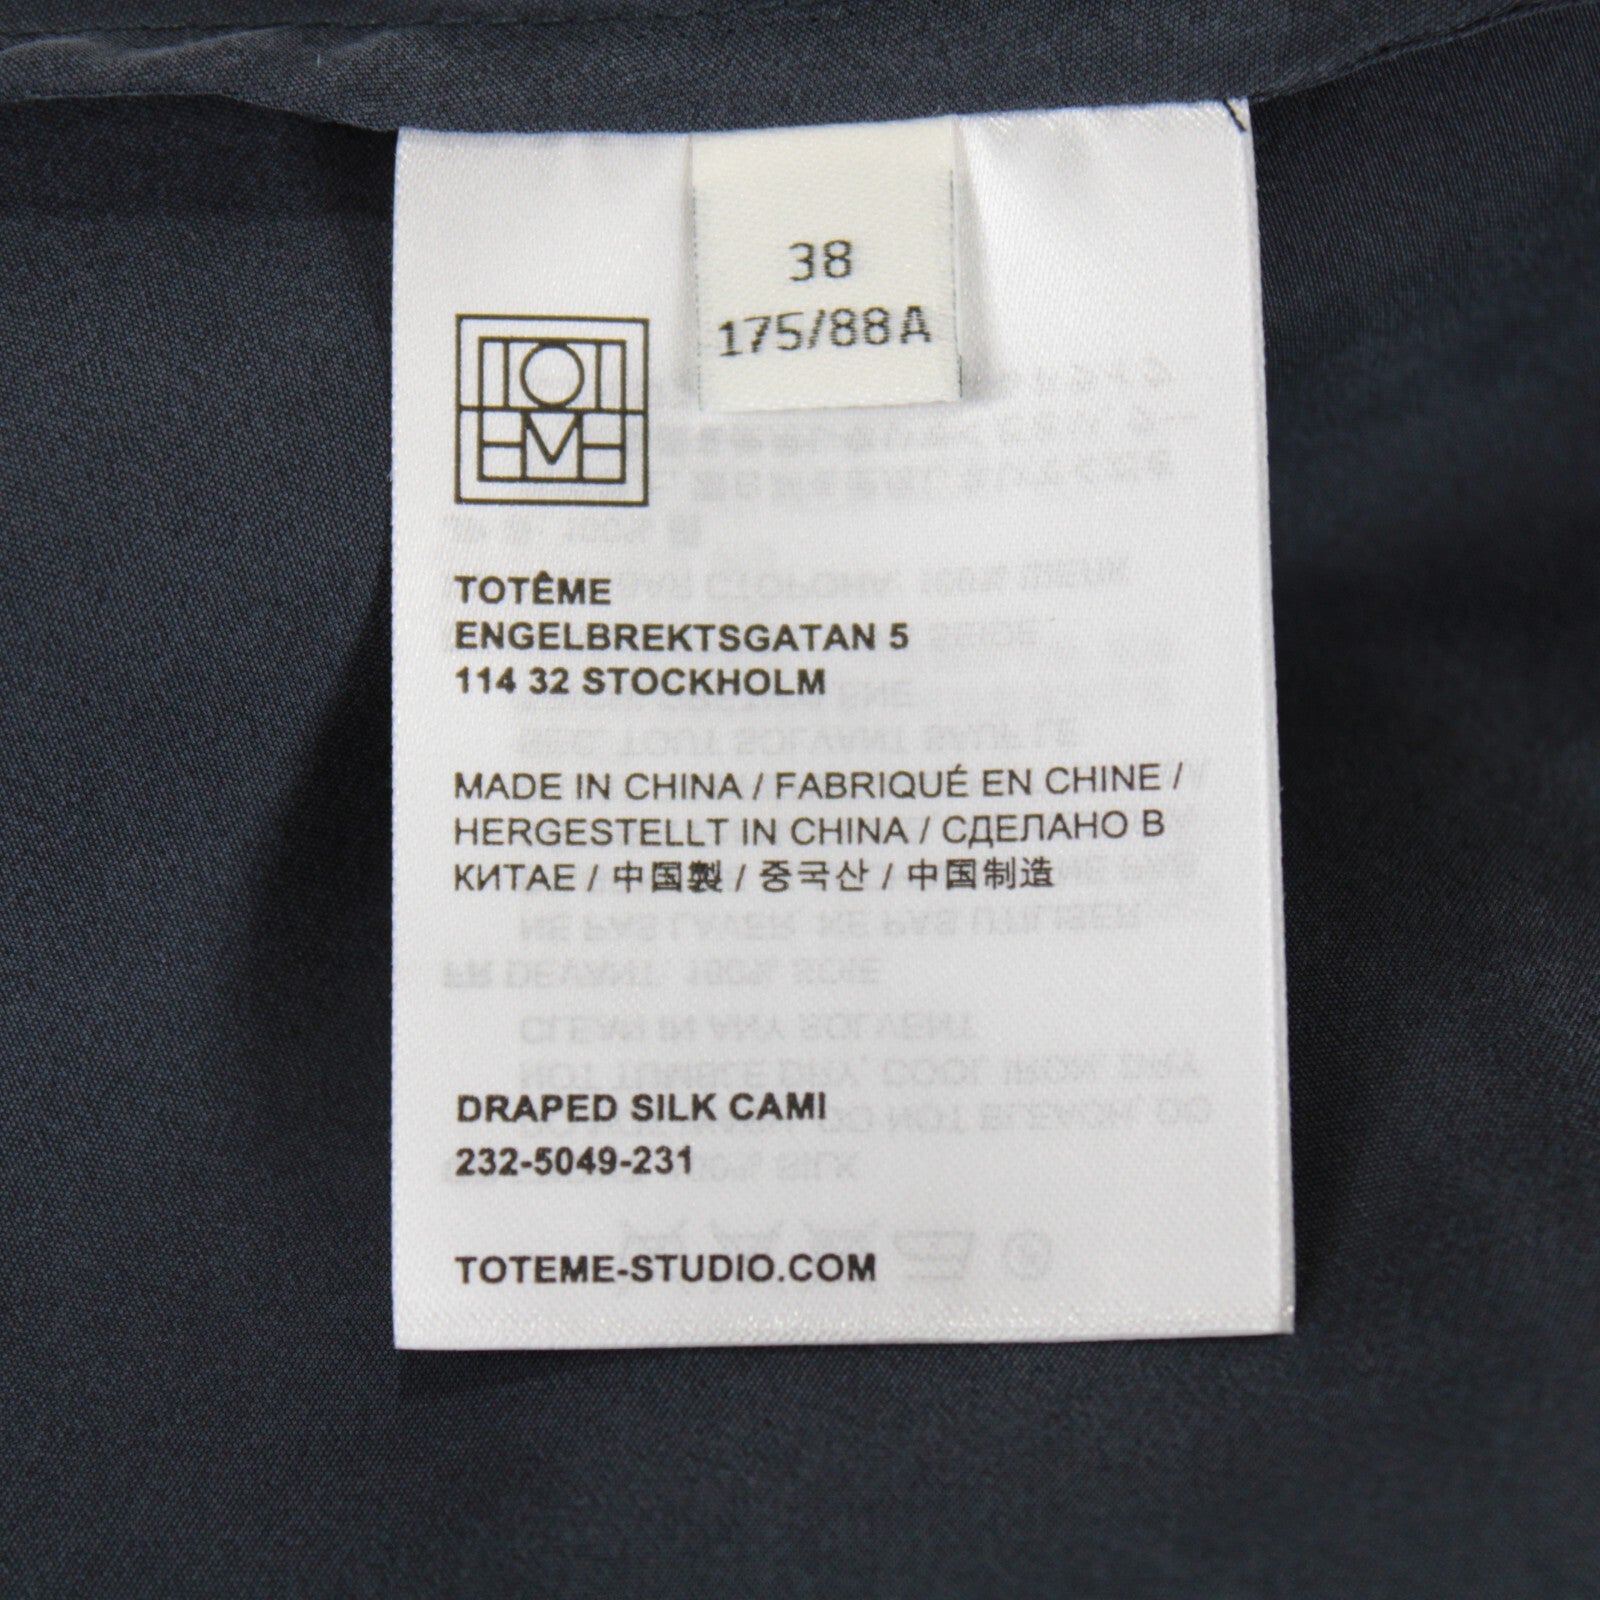 38
175/88A
TOTÊME
TOTÊME
ENGELBREKTSGATAN 5
114 32 STOCKHOLM
MADE IN CHINA / FABRIQUÉ EN CHINE /
HERGESTELLT IN CHINA / СДЕЛАНО В
КИТАЕ / 中国製 / 중국산 / 中国制造
DRAPED SILK CAMI
232-5049-231
TOTEME-STUDIO.COM